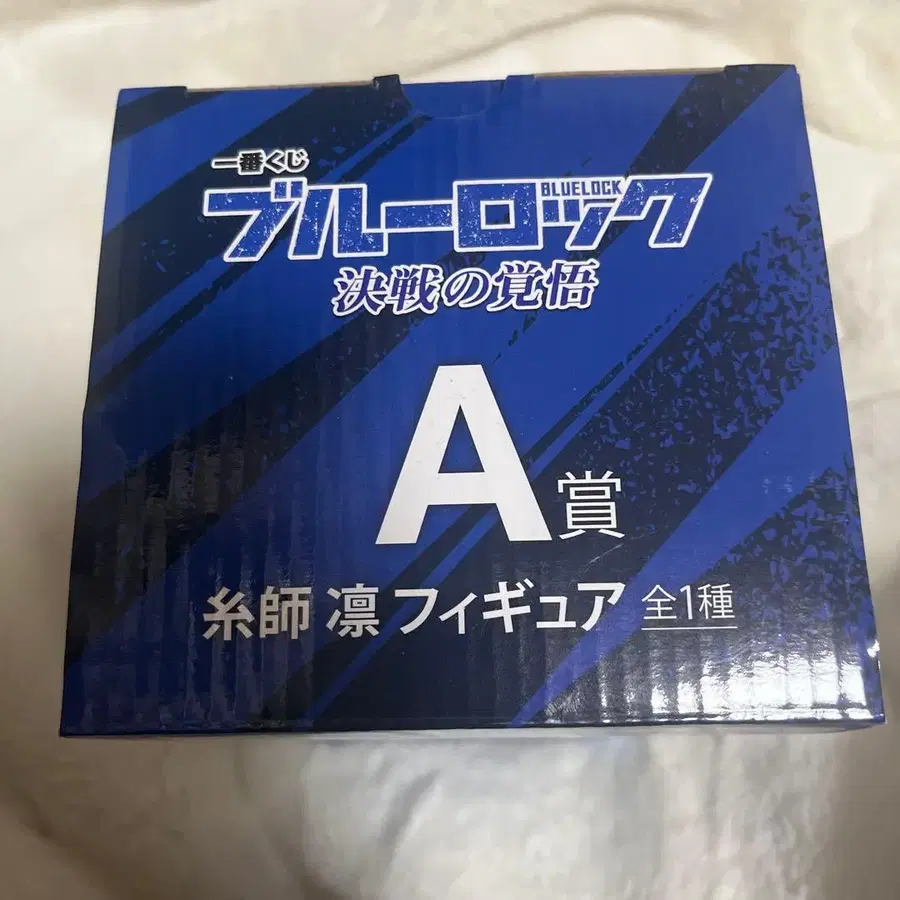 一番くじ
BLUELOCK
ブルーロック
決戦の覚悟
A賞
糸師 凛 フィギュア 全1種